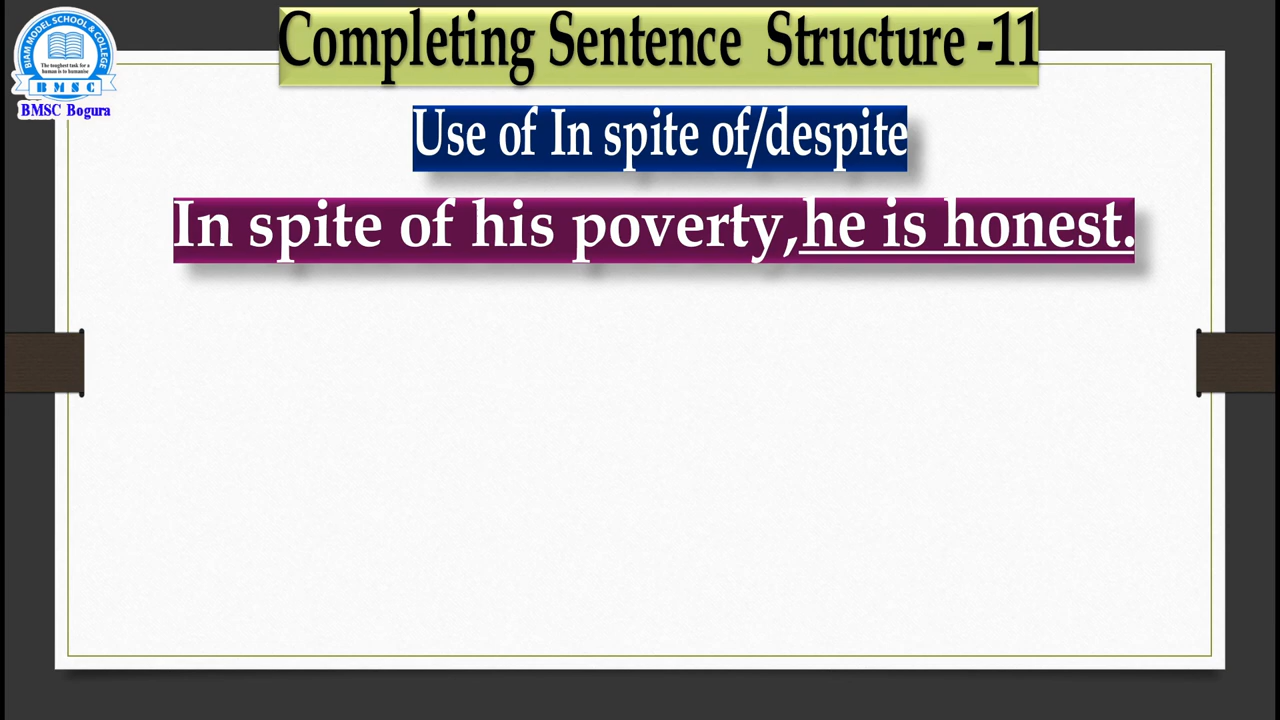 Completing Sentence Structure -11
BIAM MODEL SCHOOL & COLLEGE
The toughest task for a
human is to humanise
B M S C
BMSC Bogura
Use of In spite of/despite
In spite of his poverty,he is honest.